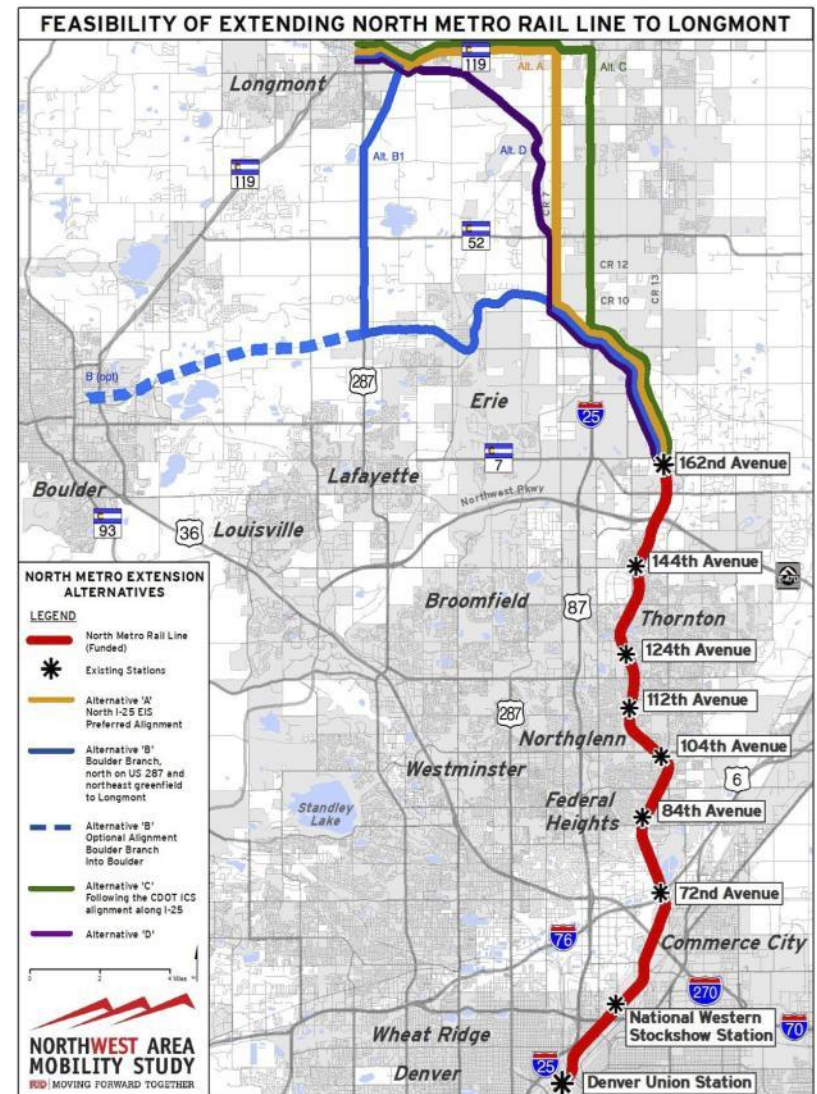 FEASIBILITY OF EXTENDING NORTH METRO RAIL LINE TO LONGMONT
119
Alt. A
Alt. C
Longmont
Alt. B1
Alt. D
119
CR 7
52
CR 12
CR 13
CR 10
B (opt)
287
Erie
25
7
162nd Avenue
Lafayette
Boulder
Northwest Pkwy
93
36
Louisville
144th Avenue
Broomfield
87
Thornton
124th Avenue
112th Avenue
287
Northglenn
104th Avenue
Westminster
6
Standley
Lake
Federal
Heights
84th Avenue
72nd Avenue
76
Commerce City
270
National Western
Stockshow Station
70
Wheat Ridge
25
Denver
Denver Union Station
NORTH METRO EXTENSION
ALTERNATIVES
LEGEND
North Metro Rail Line
(Funded)
Existing Stations
Alternative 'A'
North I-25 EIS
Preferred Alignment
Alternative 'B'
Boulder Branch,
north on US 287 and
northeast greenfield
to Longmont
Alternative 'B'
Optional Alignment
Boulder Branch
Into Boulder
Alternative 'C'
Following the CDOT ICS
alignment along I-25
Alternative 'D'
0 2 4 Miles
NORTHWEST AREA
MOBILITY STUDY
RTD MOVING FORWARD TOGETHER